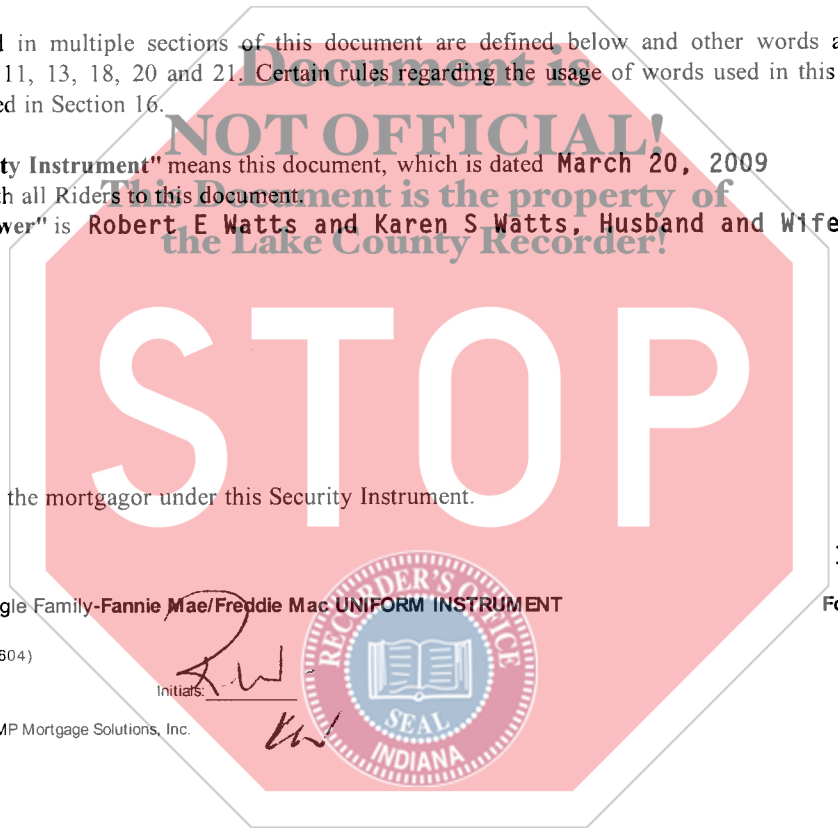 in multiple sections of this document are defined below and other words
11, 13, 18, 20 and 21. Certain rules regarding the usage of words used in this
in Section 16.
Document is
NOT OFFICIAL!
This Document is the property of
the Lake County Recorder!
Instrument" means this document, which is dated March 20, 2009
all Riders to this document.
is Robert E Watts and Karen S Watts, Husband and Wife
STOP
the mortgagor under this Security Instrument.
Family-Fannie Mae/Freddie Mac UNIFORM INSTRUMENT
604)
Initials: RW
KW
MP Mortgage Solutions, Inc.
RECORDER'S OFFICE
SEAL
INDIANA